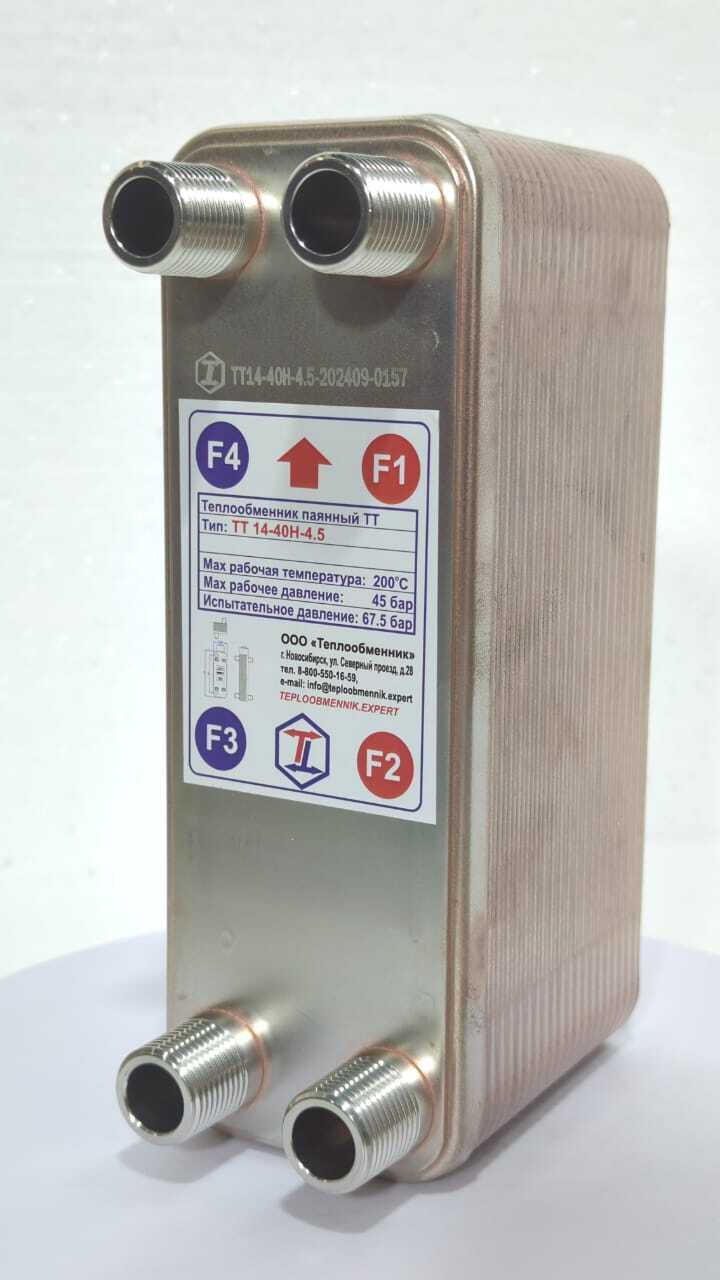 TT14-40H-4.5-202409-0157
F4 F1
Теплообменник паянный ТТ
Тип: ТТ 14-40Н-4.5
Мах рабочая температура: 200°С
Мах рабочее давление: 45 бар
Испытательное давление: 67.5 бар
ООО «Теплообменник»
г. Новосибирск, ул. Северный проезд, д.28
тел. 8-800-550-16-59,
e-mail: info@teploobmennik.expert
TEPLOOBMENNIK.EXPERT
F3 F2